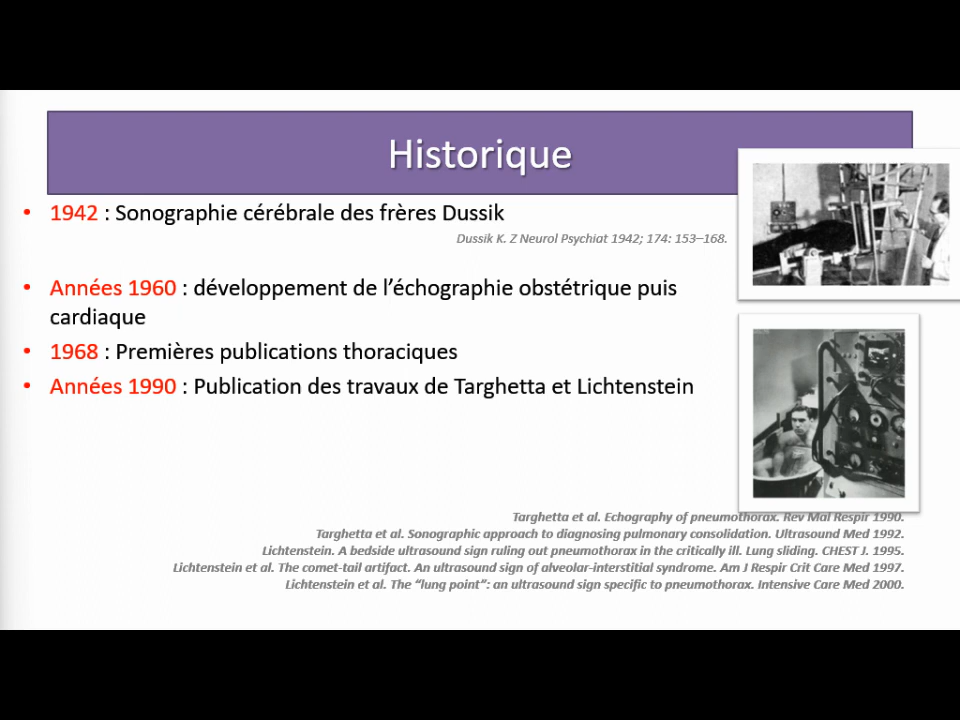 Historique
• 1942 : Sonographie cérébrale des frères Dussik
Dussik K. Z Neurol Psychiat 1942; 174: 153–168.
• Années 1960 : développement de l’échographie obstétrique puis
cardiaque
• 1968 : Premières publications thoraciques
• Années 1990 : Publication des travaux de Targhetta et Lichtenstein
Targhetta et al. Echography of pneumothorax. Rev Mal Respir 1990.
Targhetta et al. Sonographic approach to diagnosing pulmonary consolidation. Ultrasound Med 1992.
Lichtenstein. A bedside ultrasound sign ruling out pneumothorax in the critically ill. Lung sliding. CHEST J. 1995.
Lichtenstein et al. The comet-tail artifact. An ultrasound sign of alveolar-interstitial syndrome. Am J Respir Crit Care Med 1997.
Lichtenstein et al. The “lung point”: an ultrasound sign specific to pneumothorax. Intensive Care Med 2000.